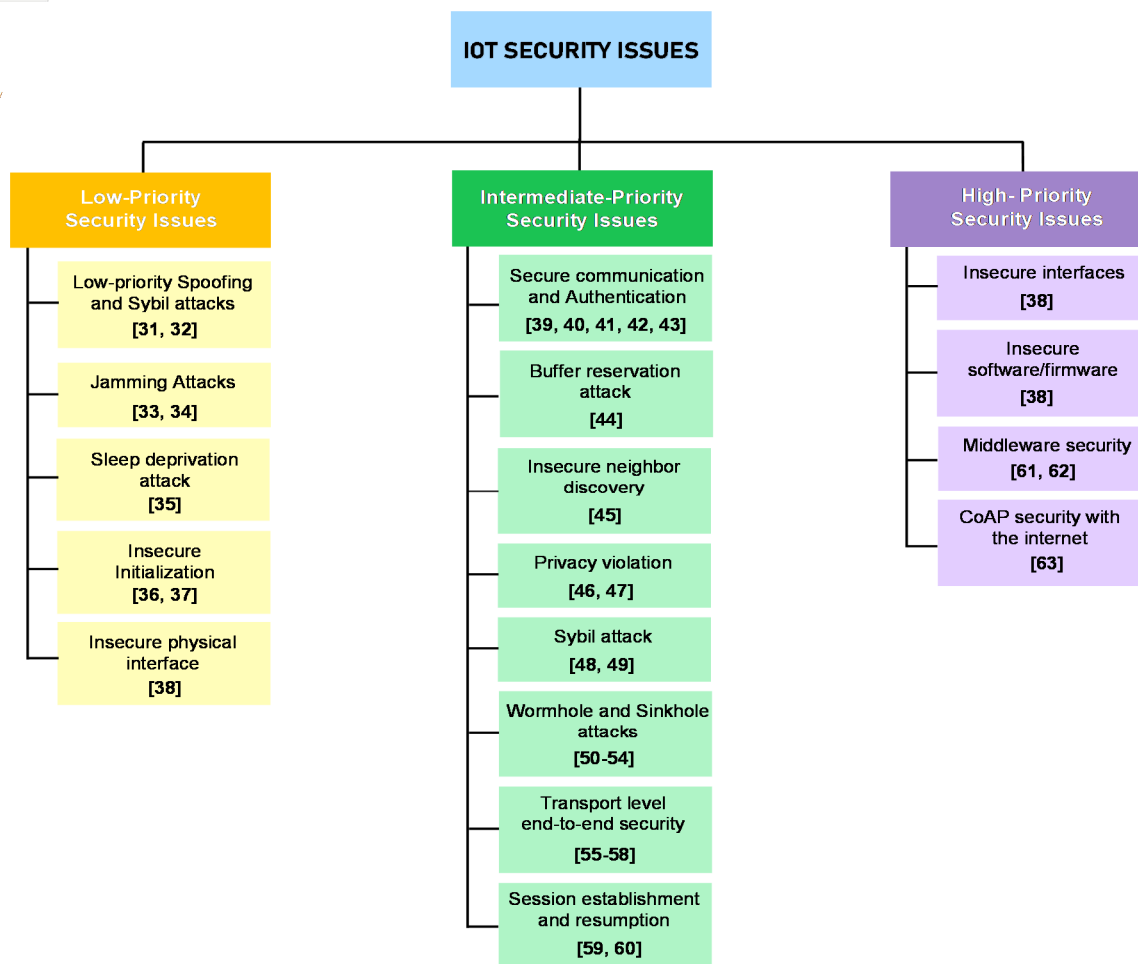 IOT SECURITY ISSUES
Low-Priority
Security Issues
Low-priority Spoofing
and Sybil attacks
[31, 32]
Jamming Attacks
[33, 34]
Sleep deprivation
attack
[35]
Insecure
Initialization
[36, 37]
Insecure physical
interface
[38]
Intermediate-Priority
Security Issues
Secure communication
and Authentication
[39, 40, 41, 42, 43]
Buffer reservation
attack
[44]
Insecure neighbor
discovery
[45]
Privacy violation
[46, 47]
Sybil attack
[48, 49]
Wormhole and Sinkhole
attacks
[50-54]
Transport level
end-to-end security
[55-58]
Session establishment
and resumption
[59, 60]
High- Priority
Security Issues
Insecure interfaces
[38]
Insecure
software/firmware
[38]
Middleware security
[61, 62]
CoAP security with
the internet
[63]